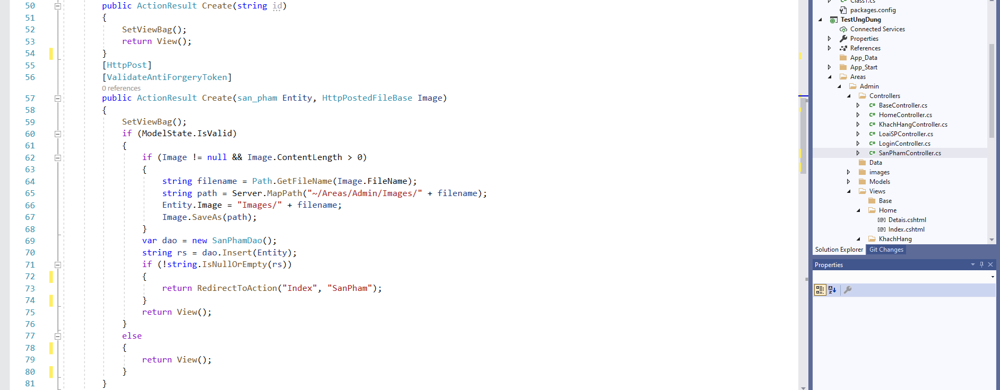 50 public ActionResult Create(string id)
51 {
52 SetViewBag();
53 return View();
54 }
55 [HttpPost]
56 [ValidateAntiForgeryToken]
0 references
57 public ActionResult Create(san_pham Entity, HttpPostedFileBase Image)
58 {
59 SetViewBag();
60 if (ModelState.IsValid)
61 {
62 if (Image != null && Image.ContentLength > 0)
63 {
64 string filename = Path.GetFileName(Image.FileName);
65 string path = Server.MapPath("~/Areas/Admin/Images/" + filename);
66 Entity.Image = "Images/" + filename;
67 Image.SaveAs(path);
68 }
69 var dao = new SanPhamDao();
70 string rs = dao.Insert(Entity);
71 if (!string.IsNullOrEmpty(rs))
72 {
73 return RedirectToAction("Index", "SanPham");
74 }
75 return View();
76 }
77 else
78 {
79 return View();
80 }
81 }
C# Class1.cs
packages.config
TestUngDung
Connected Services
Properties
References
App_Data
App_Start
Areas
Admin
Controllers
C# BaseController.cs
C# HomeController.cs
C# KhachHangController.cs
C# LoaiSPController.cs
C# LoginController.cs
C# SanPhamController.cs
Data
images
Models
Views
Base
Home
[@] Detais.cshtml
[@] Index.cshtml
KhachHang
Solution Explorer Git Changes
Properties